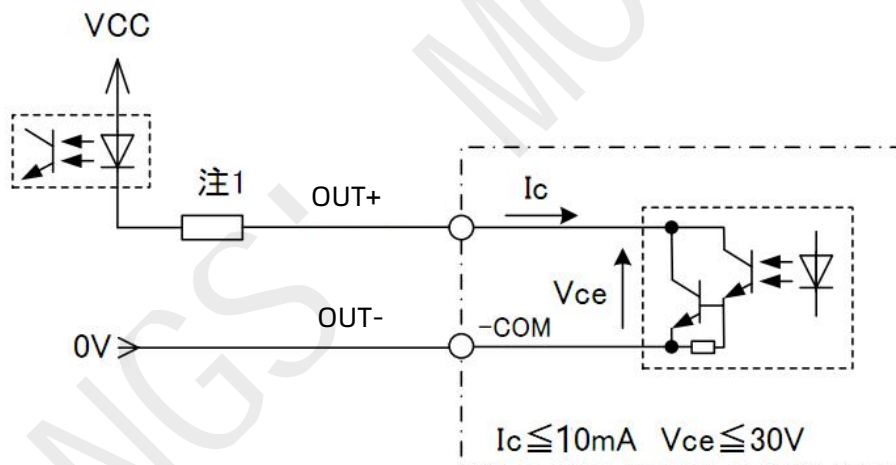 VCC
注1
OUT+
Ic
Vce
OUT-
-COM
0V
Ic≦10mA Vce≦30V